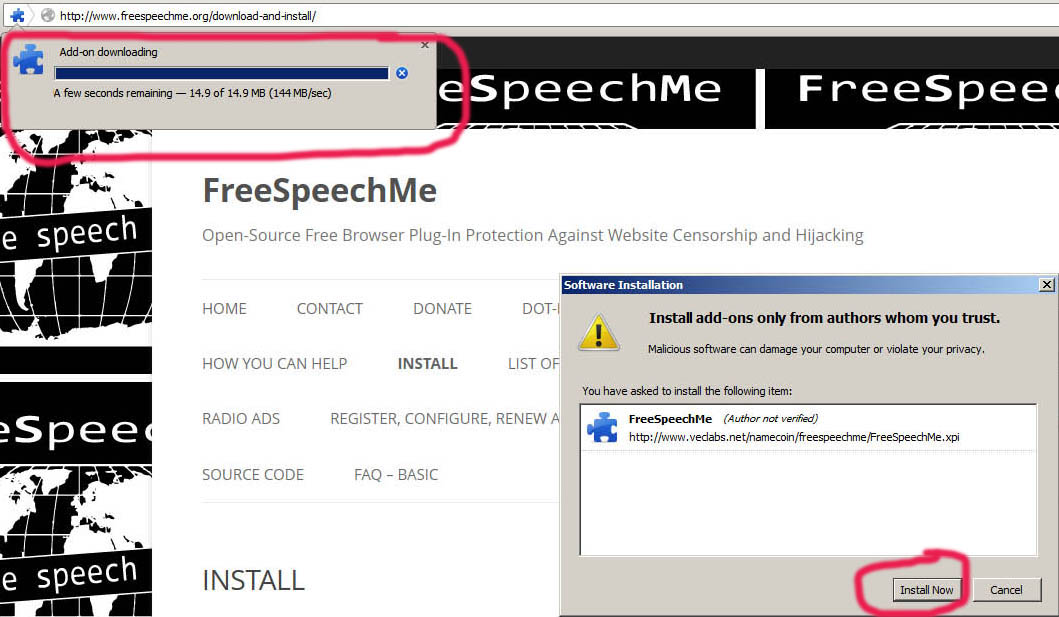 http://www.freespeechme.org/download-and-install/
Add-on downloading
A few seconds remaining — 14.9 of 14.9 MB (144 MB/sec)
eSpeechMe
FreeSpeec
e speech
FreeSpeechMe
Open-Source Free Browser Plug-In Protection Against Website Censorship and Hijacking
HOME CONTACT DONATE DOT-
HOW YOU CAN HELP INSTALL LIST OF
RADIO ADS REGISTER, CONFIGURE, RENEW A
SOURCE CODE FAQ – BASIC
eSpeec
e speech
INSTALL
Software Installation
Install add-ons only from authors whom you trust.
Malicious software can damage your computer or violate your privacy.
You have asked to install the following item:
FreeSpeechMe (Author not verified)
http://www.veclabs.net/namecoin/freespeechme/FreeSpeechMe.xpi
Install Now Cancel